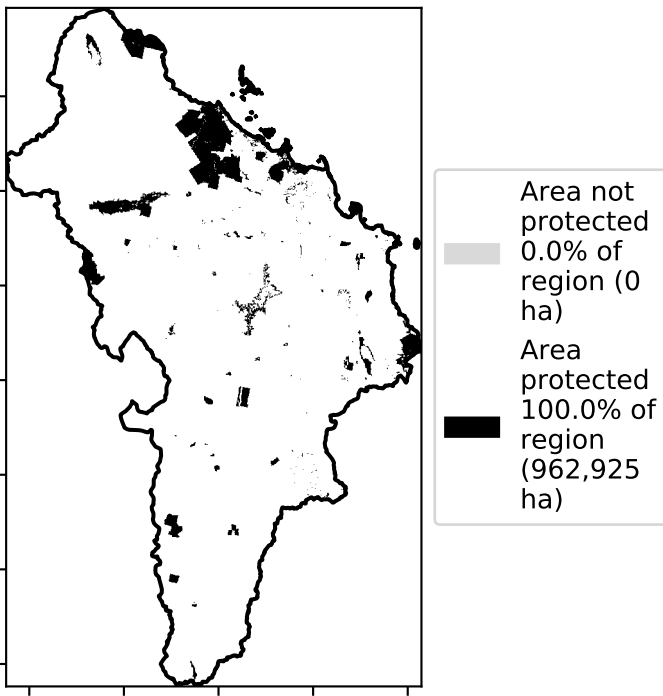 Area not
protected
0.0% of
region (0
ha)
Area
protected
100.0% of
region
(962,925
ha)